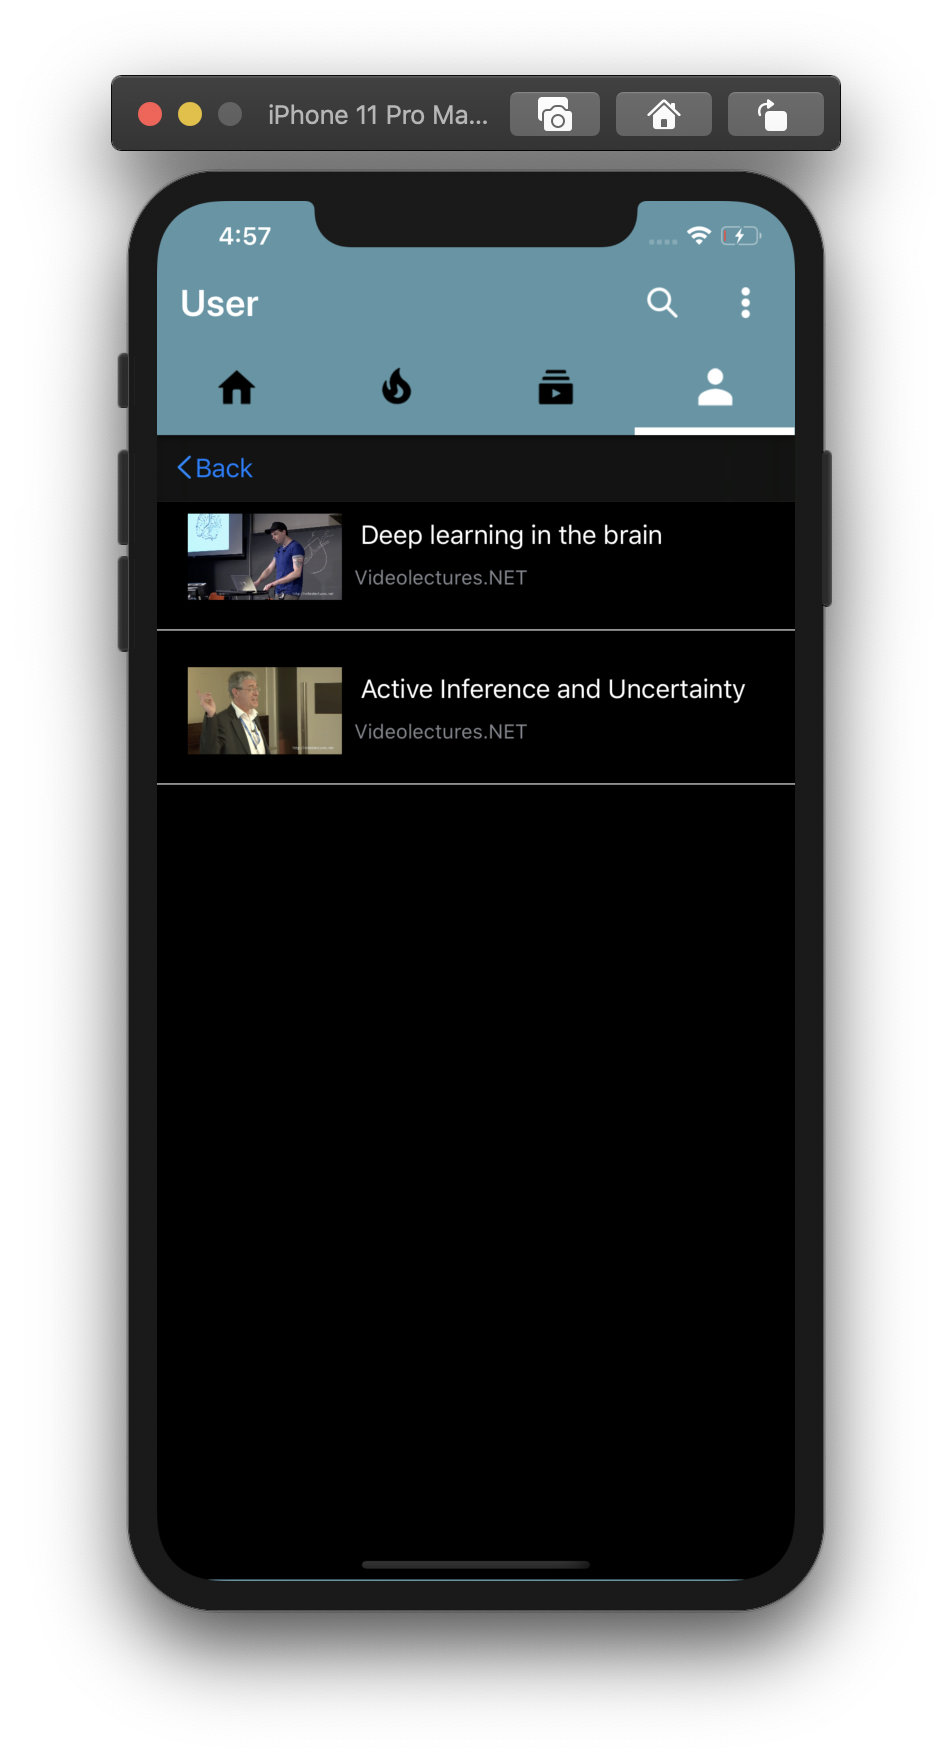 iPhone 11 Pro Ma...
4:57
User
Back
Deep learning in the brain
Videolectures.NET
Active Inference and Uncertainty
Videolectures.NET